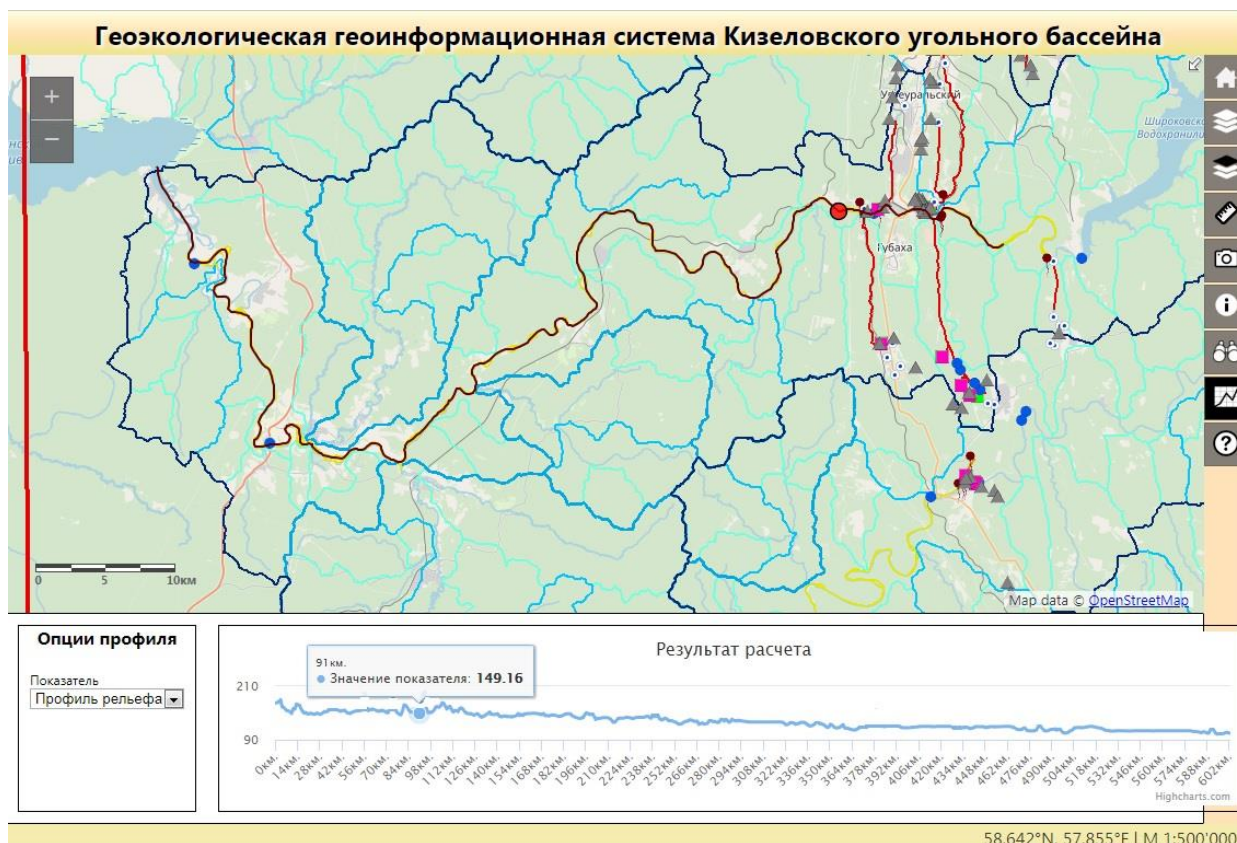 Геоэкологическая геоинформационная система Кизеловского угольного бассейна
+
−
Широковск
Водохранили
Губаха
0 5 10км
Map data © OpenStreetMap
Опции профиля
Показатель
Профиль рельефа
Результат расчета
91км.
Значение показателя: 149.16
210
90
0км. 14км. 28км. 42км. 56км. 70км. 84км. 98км. 112км. 126км. 140км. 154км. 168км. 182км. 196км. 210км. 224км. 238км. 252км. 266км. 280км. 294км. 308км. 322км. 336км. 350км. 364км. 378км. 392км. 406км. 420км. 434км. 448км. 462км. 476км. 490км. 504км. 518км. 532км. 546км. 560км. 574км. 588км. 602км.
Highcharts.com
58.642°N, 57.855°E | M 1:500'000